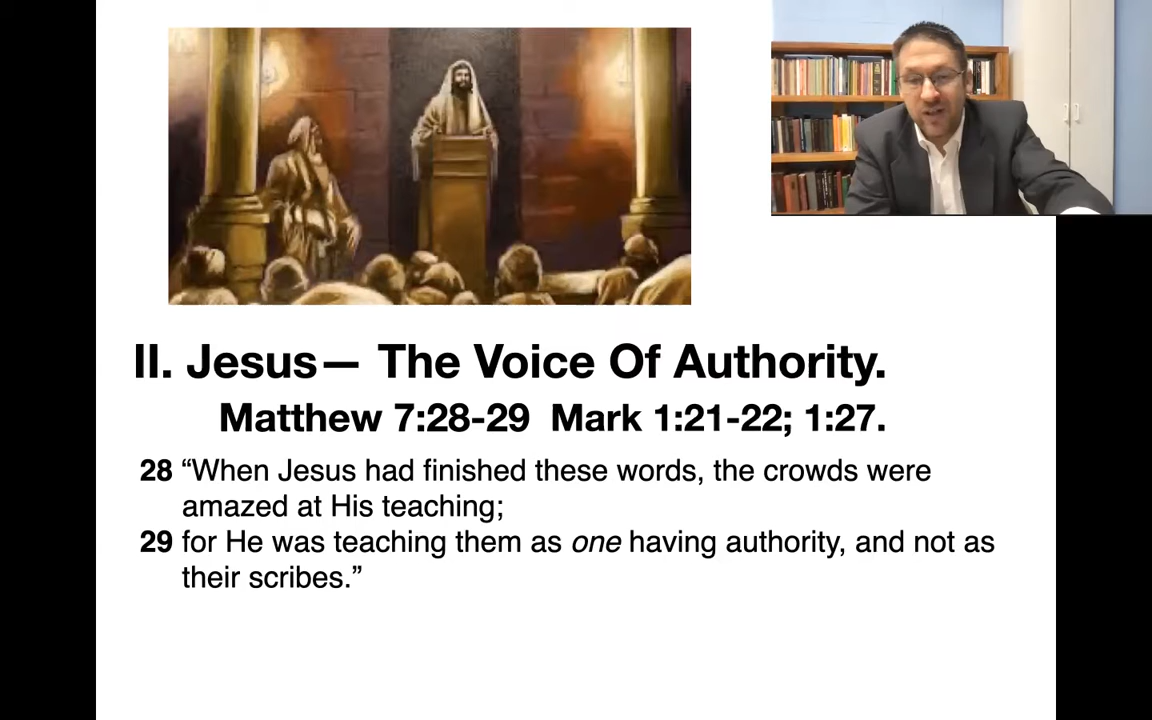 II. Jesus— The Voice Of Authority.
Matthew 7:28-29 Mark 1:21-22; 1:27.
28 “When Jesus had finished these words, the crowds were
amazed at His teaching;
29 for He was teaching them as one having authority, and not as
their scribes.”